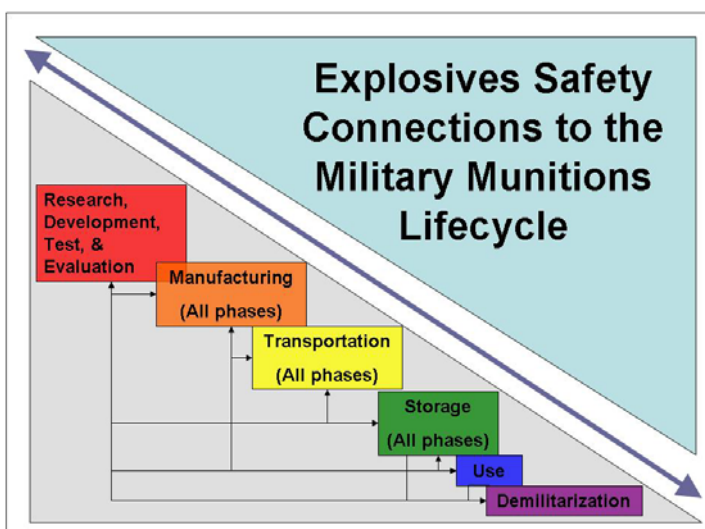 Explosives Safety
Connections to the
Military Munitions
Lifecycle
Research,
Development,
Test, &
Evaluation
Manufacturing
(All phases)
Transportation
(All phases)
Storage
(All phases)
Use
Demilitarization